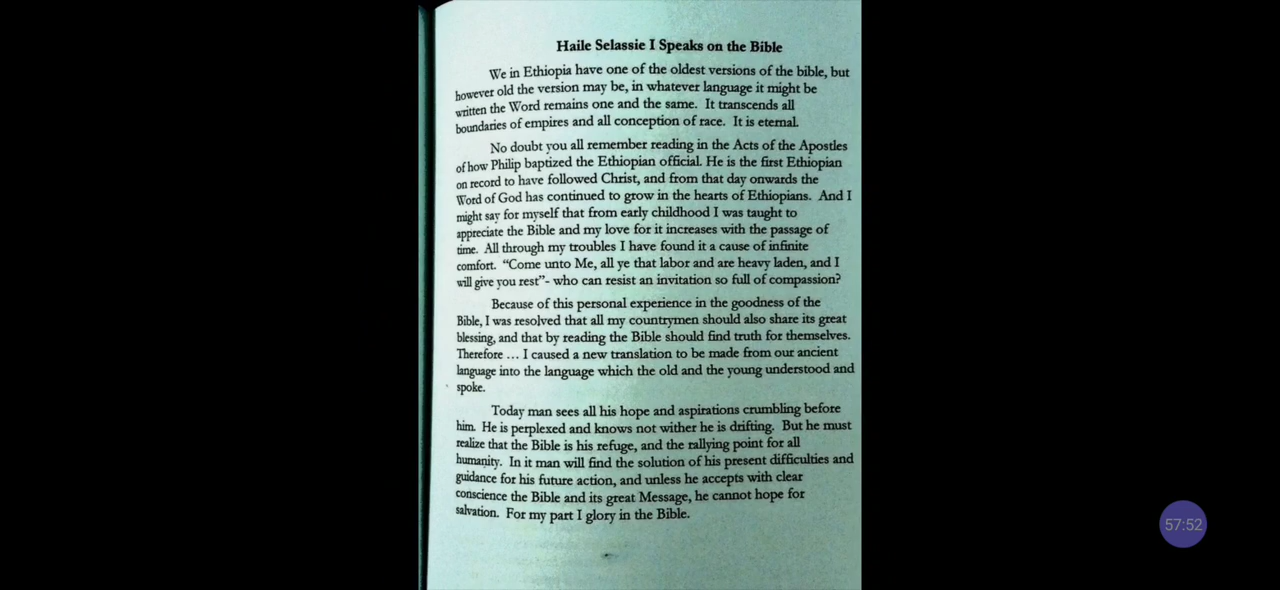 Haile Selassie I Speaks on the Bible
We in Ethiopia have one of the oldest versions of the bible, but
however old the version may be, in whatever language it might be
written the Word remains one and the same. It transcends all
boundaries of empires and all conception of race. It is eternal.
No doubt you all remember reading in the Acts of the Apostles
of how Philip baptized the Ethiopian official. He is the first Ethiopian
on record to have followed Christ, and from that day onwards the
Word of God has continued to grow in the hearts of Ethiopians. And I
might say for myself that from early childhood I was taught to
appreciate the Bible and my love for it increases with the passage of
time. All through my troubles I have found it a cause of infinite
comfort. “Come unto Me, all ye that labor and are heavy laden, and I
will give you rest”- who can resist an invitation so full of compassion?
Because of this personal experience in the goodness of the
Bible, I was resolved that all my countrymen should also share its great
blessing, and that by reading the Bible should find truth for themselves.
Therefore ... I caused a new translation to be made from our ancient
language into the language which the old and the young understood and
spoke.
Today man sees all his hope and aspirations crumbling before
him. He is perplexed and knows not wither he is drifting. But he must
realize that the Bible is his refuge, and the rallying point for all
humanity. In it man will find the solution of his present difficulties and
guidance for his future action, and unless he accepts with clear
conscience the Bible and its great Message, he cannot hope for
salvation. For my part I glory in the Bible.
57:52